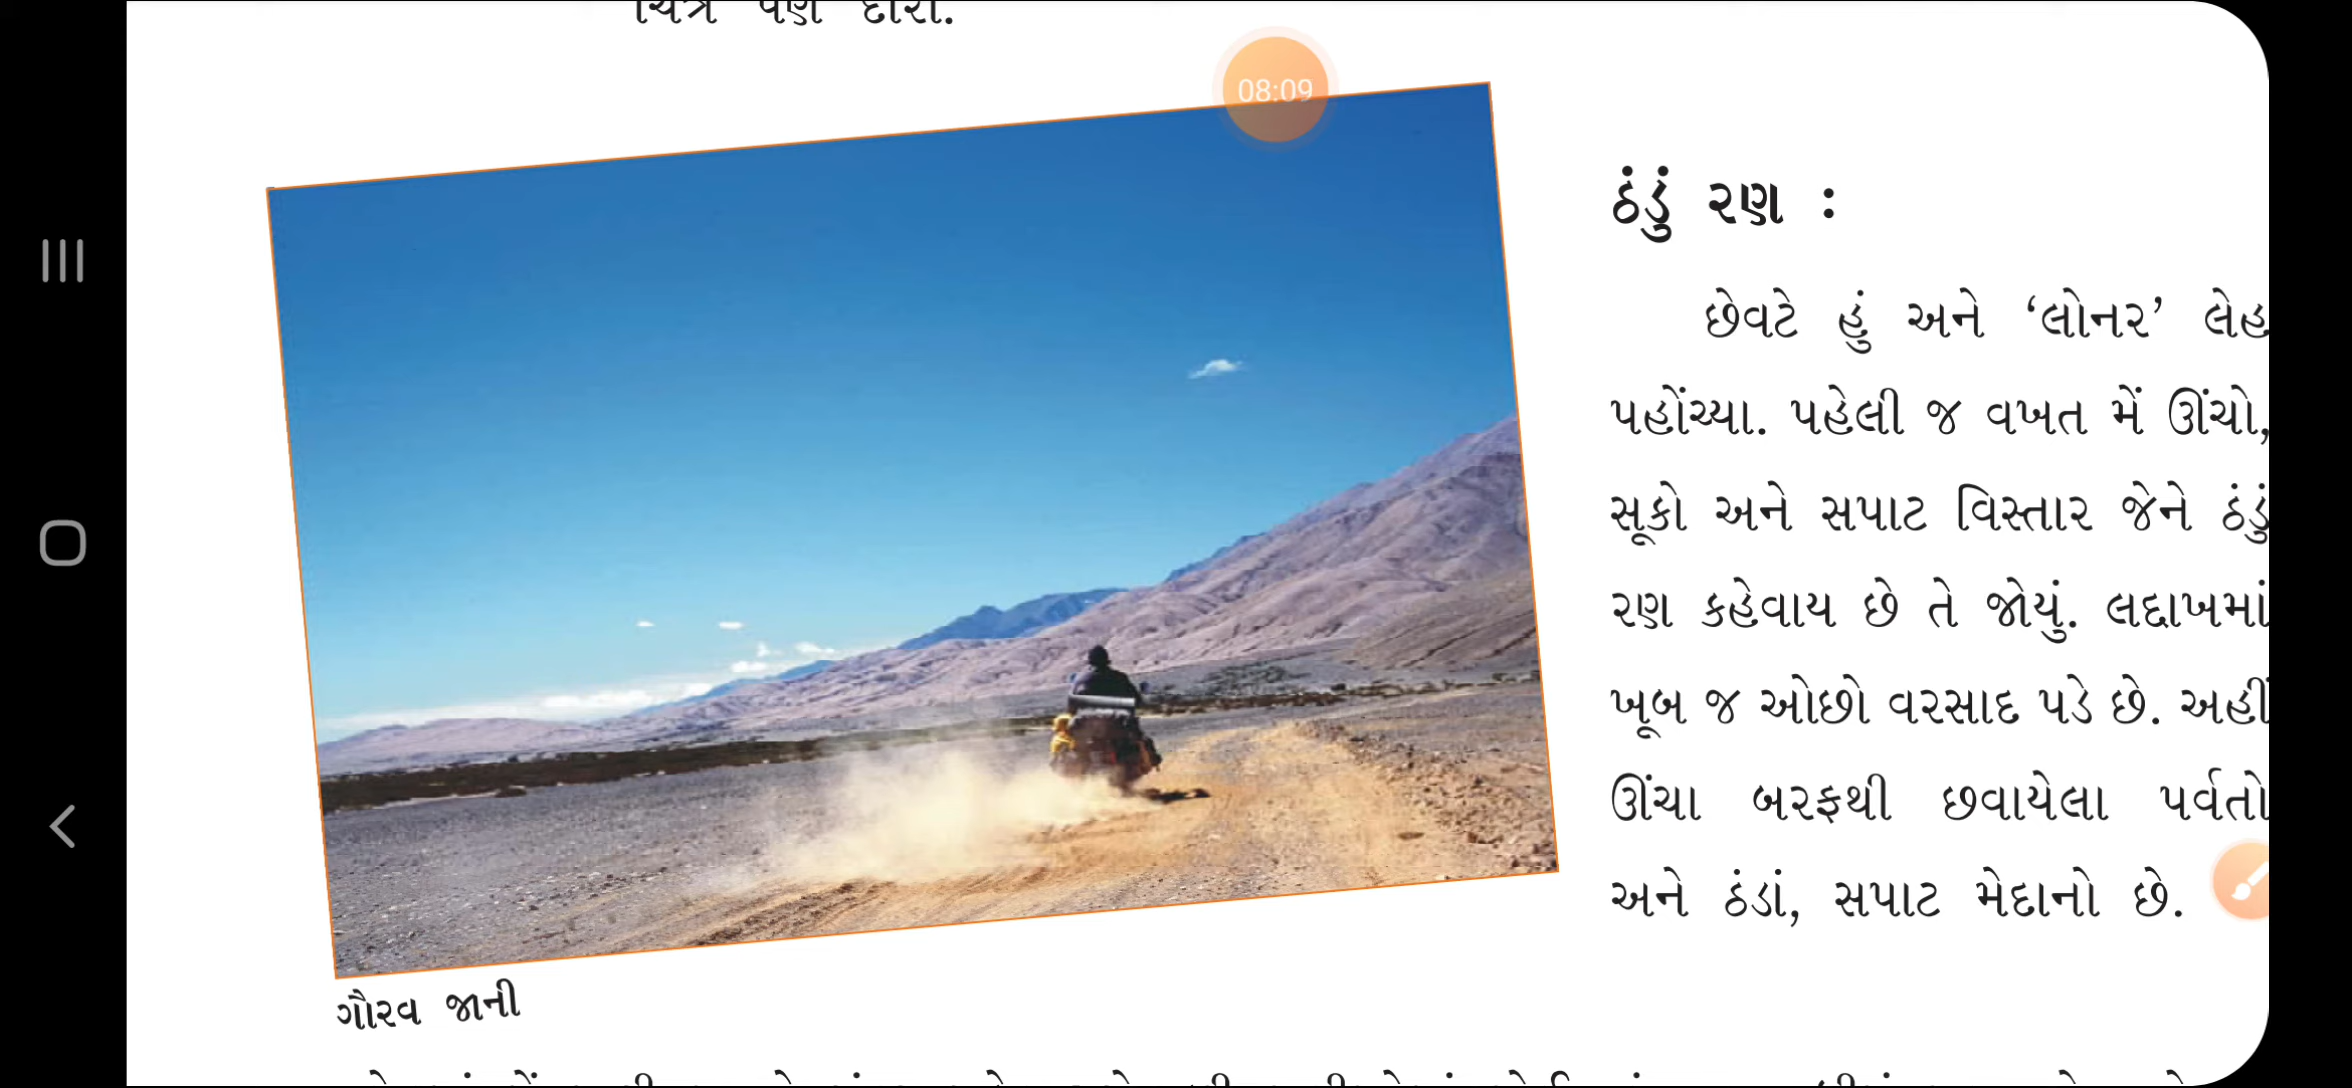 ચિત્ર પણ દોરો.
08:09
ઠંડું રણ :
છેવટે હું અને ‘લોનર’ લેહ
પહોંચ્યા. પહેલી જ વખત મેં ઊંચો,
સૂકો અને સપાટ વિસ્તાર જેને ઠંડું
રણ કહેવાય છે તે જોયું. લદ્દાખમાં
ખૂબ જ ઓછો વરસાદ પડે છે. અહીં
ઊંચા બરફથી છવાયેલા પર્વતો
અને ઠંડાં, સપાટ મેદાનો છે.
ગૌરવ જાની